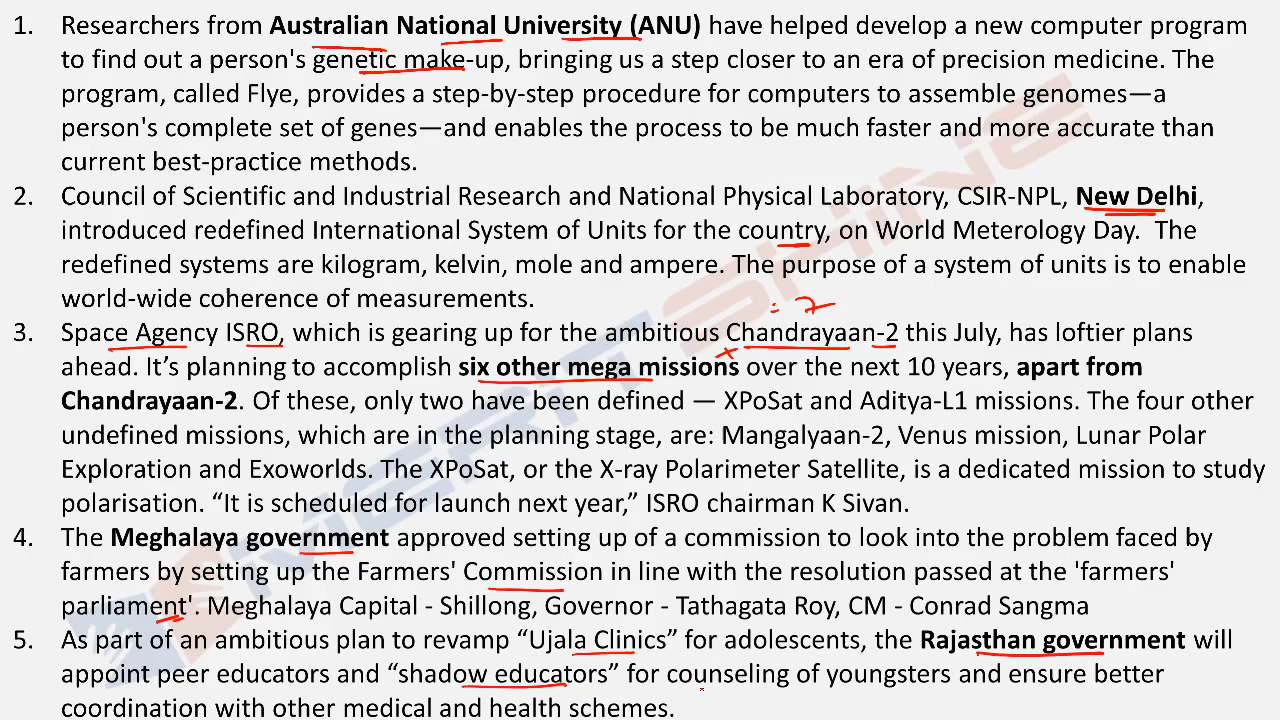 1. Researchers from Australian National University (ANU) have helped develop a new computer program
to find out a person's genetic make-up, bringing us a step closer to an era of precision medicine. The
program, called Flye, provides a step-by-step procedure for computers to assemble genomes—a
person's complete set of genes—and enables the process to be much faster and more accurate than
current best-practice methods.
2. Council of Scientific and Industrial Research and National Physical Laboratory, CSIR-NPL, New Delhi,
introduced redefined International System of Units for the country, on World Meterology Day. The
redefined systems are kilogram, kelvin, mole and ampere. The purpose of a system of units is to enable
world-wide coherence of measurements.
: 7
3. Space Agency ISRO, which is gearing up for the ambitious Chandrayaan-2 this July, has loftier plans
ahead. It's planning to accomplish six other mega missions over the next 10 years, apart from
Chandrayaan-2. Of these, only two have been defined — XPoSat and Aditya-L1 missions. The four other
undefined missions, which are in the planning stage, are: Mangalyaan-2, Venus mission, Lunar Polar
Exploration and Exoworlds. The XPoSat, or the X-ray Polarimeter Satellite, is a dedicated mission to study
polarisation. “It is scheduled for launch next year,” ISRO chairman K Sivan.
4. The Meghalaya government approved setting up of a commission to look into the problem faced by
farmers by setting up the Farmers' Commission in line with the resolution passed at the 'farmers'
parliament'. Meghalaya Capital - Shillong, Governor - Tathagata Roy, CM - Conrad Sangma
5. As part of an ambitious plan to revamp “Ujala Clinics” for adolescents, the Rajasthan government will
appoint peer educators and “shadow educators” for counseling of youngsters and ensure better
coordination with other medical and health schemes.
MERITSHINE